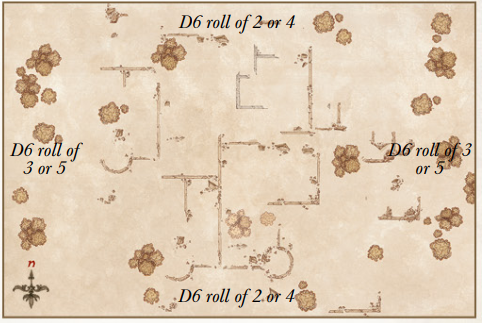 D6 roll of 2 or 4
D6 roll of
3 or 5
D6 roll of 3
or 5
n
D6 roll of 2 or 4